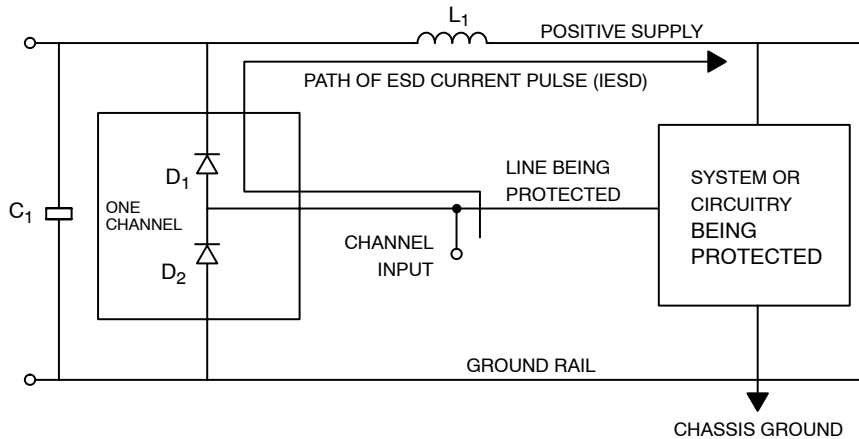 L1
POSITIVE SUPPLY
PATH OF ESD CURRENT PULSE (IESD)
D1
ONE
CHANNEL
C1
D2
LINE BEING
PROTECTED
CHANNEL
INPUT
SYSTEM OR
CIRCUITRY
BEING
PROTECTED
GROUND RAIL
CHASSIS GROUND